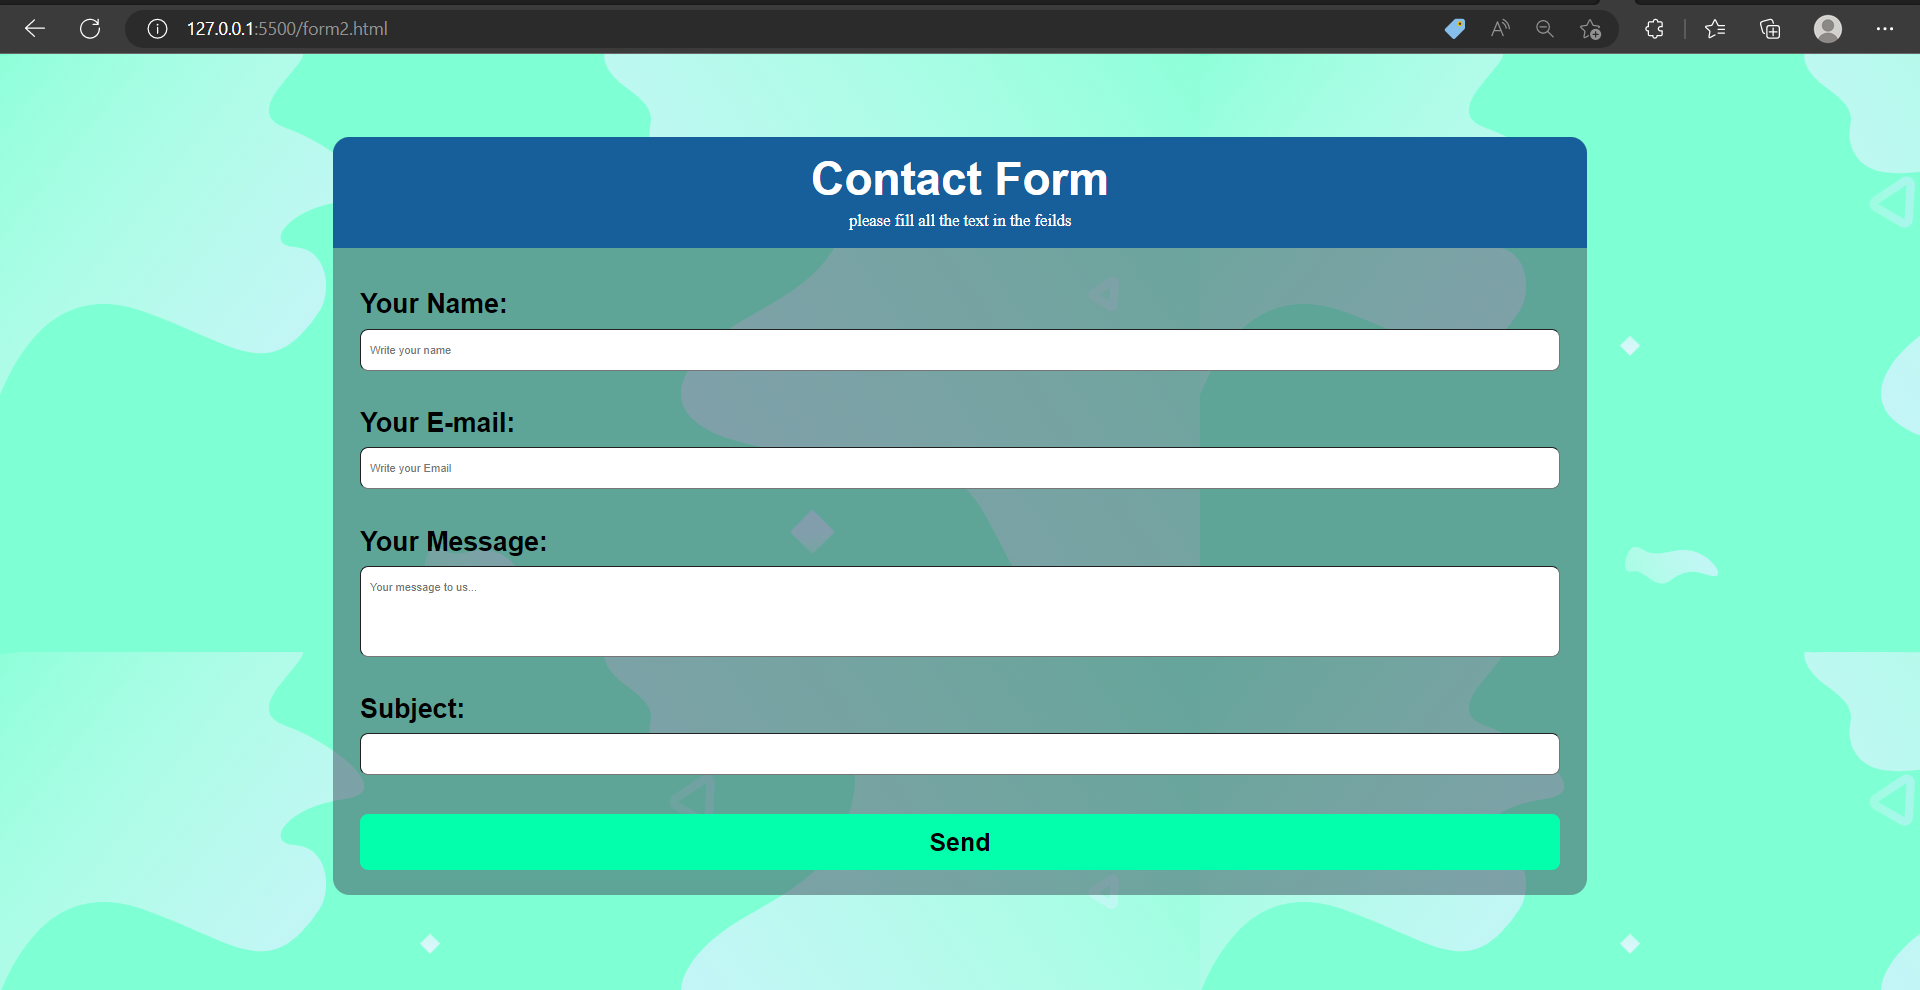 127.0.0.1:5500/form2.html
Contact Form
please fill all the text in the feilds
Your Name:
Write your name
Your E-mail:
Write your Email
Your Message:
Your message to us...
Subject:
Send